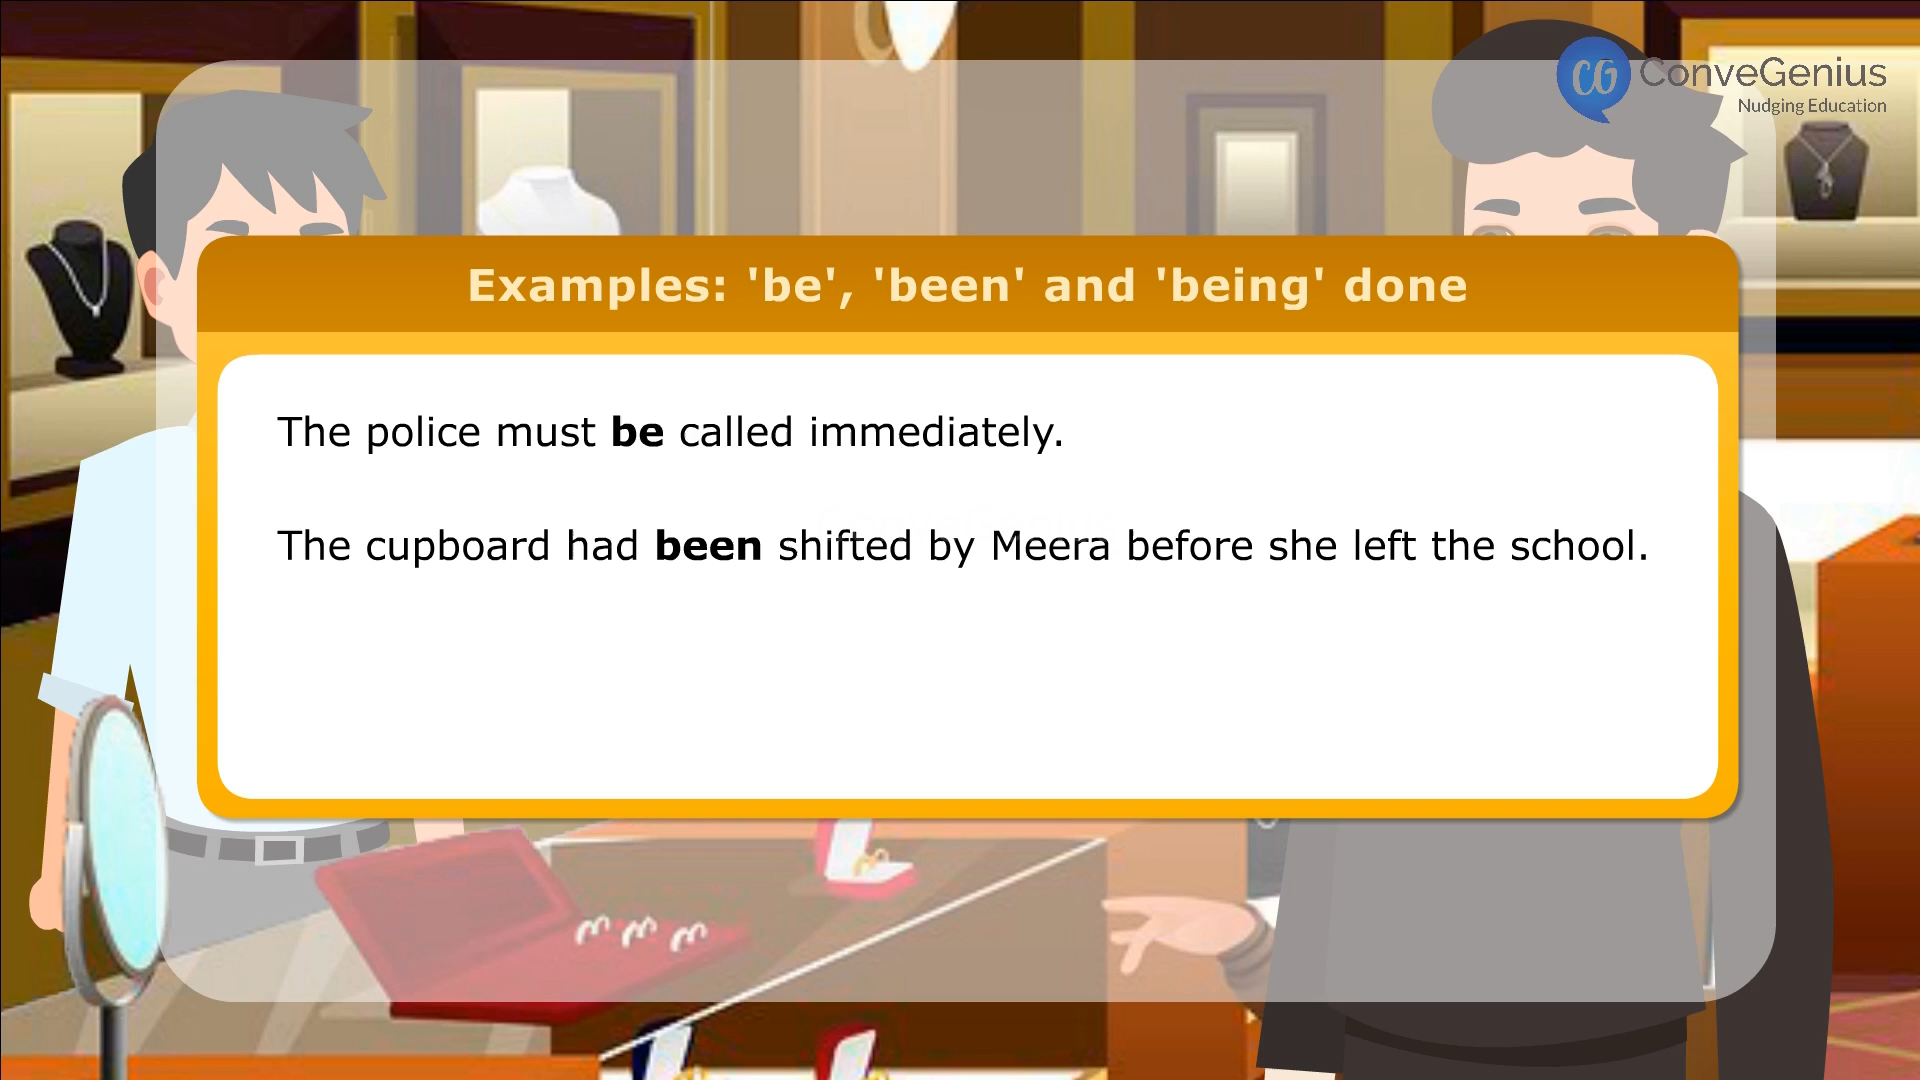 CG ConveGenius
Nudging Education
Examples: 'be', 'been' and 'being' done
The police must be called immediately.
The cupboard had been shifted by Meera before she left the school.